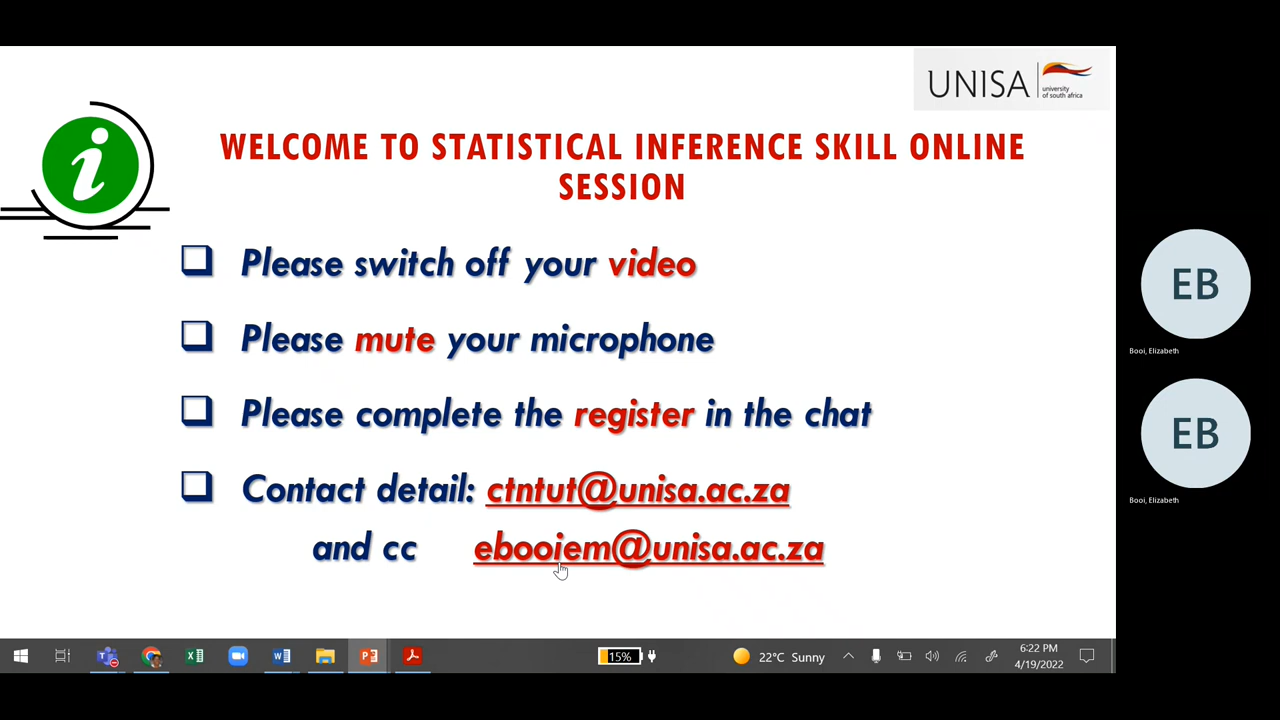 UNISA
university
of south africa
i
WELCOME TO STATISTICAL INFERENCE SKILL ONLINE
SESSION
Please switch off your video
Please mute your microphone
Please complete the register in the chat
Contact detail: ctntut@unisa.ac.za
and cc ebooiem@unisa.ac.za
EB
Booi, Elizabeth
EB
Booi, Elizabeth
15%
22°C Sunny
6:22 PM
4/19/2022